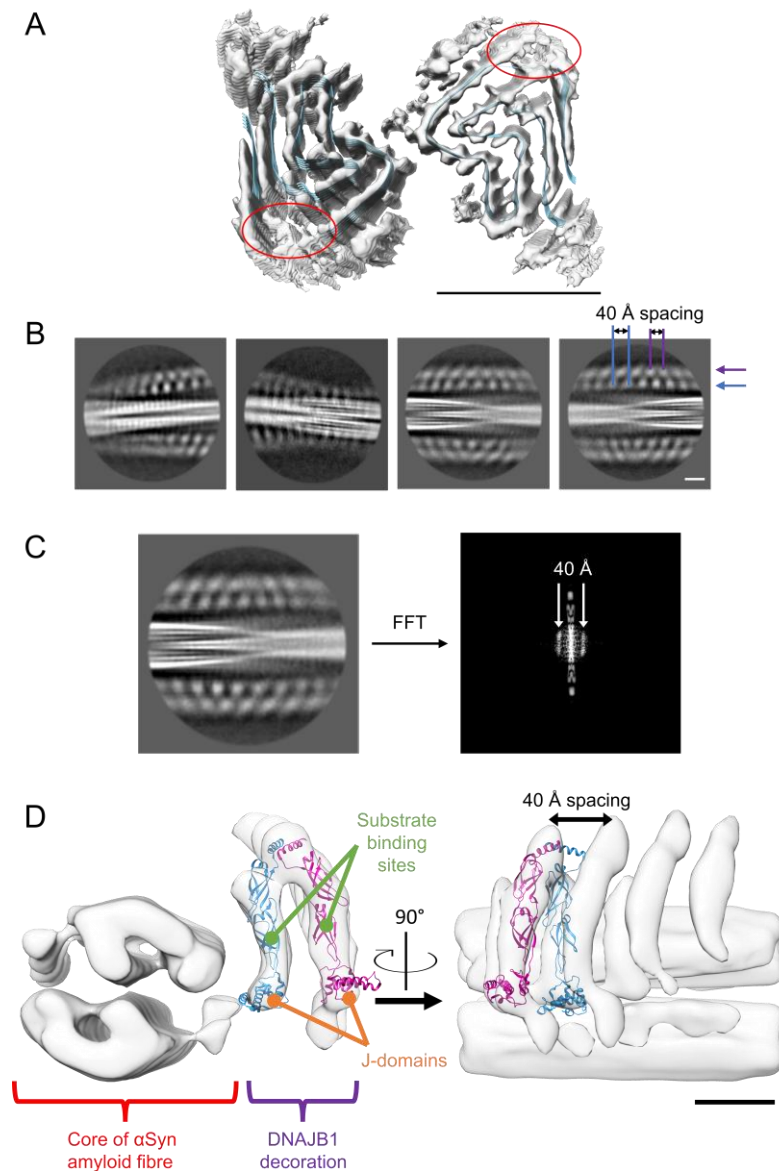 A
B
40 Å spacing
C
FFT
40 Å
D
Substrate
binding
sites
40 Å spacing
90°
J-domains
Core of αSyn
amyloid fibre
DNAJB1
decoration